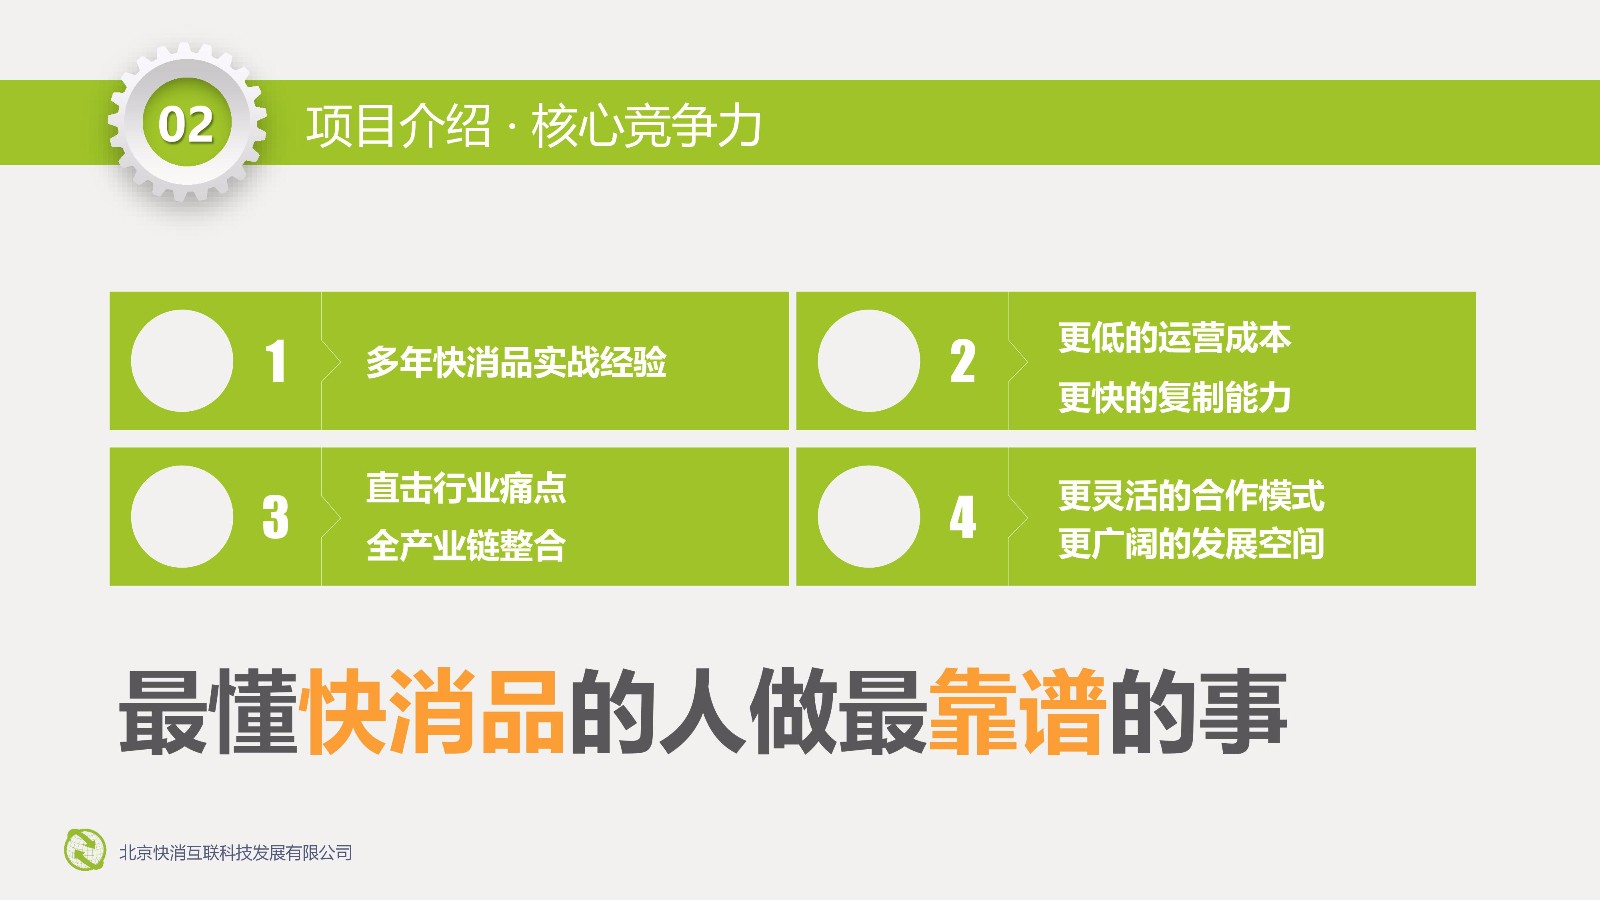 02
项目介绍 · 核心竞争力
1
多年快消品实战经验
2
更低的运营成本
更快的复制能力
3
直击行业痛点
全产业链整合
4
更灵活的合作模式
更广阔的发展空间
最懂快消品的人做最靠谱的事
北京快消互联科技发展有限公司